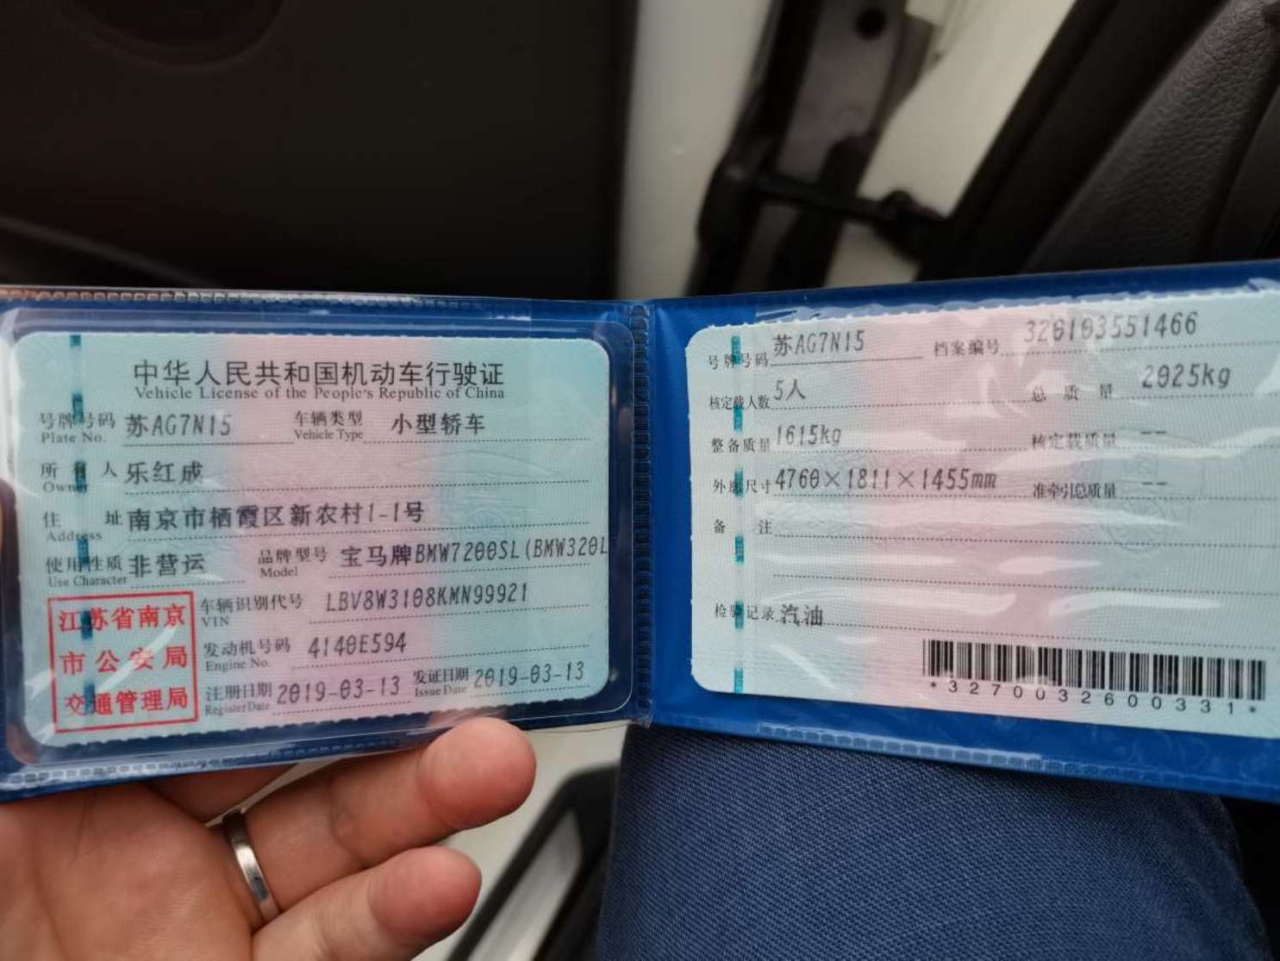 中华人民共和国机动车行驶证
Vehicle License of the People's Republic of China
号牌号码 苏AG7N15 车辆类型 小型轿车
Plate No. Vehicle Type
所有人 乐红成
Owner
住址 南京市栖霞区新农村1-1号
Address
使用性质 非营运 品牌型号 宝马牌BMW7200SL(BMW320L
Use Character Model
江苏省南京
市公安局
交通管理局
车辆识别代号 LBV8W3108KMN99921
VIN
发动机号码 4140E594
Engine No.
注册日期 2019-03-13 发证日期 2019-03-13
Register Date Issue Date
号牌号码 苏AG7N15 档案编号 320103551466
核定载人数 5人 总质量 2025kg
整备质量 1615kg 核定载质量 --
外廓尺寸 4760×1811×1455mm 准牵引总质量 --
备注
检验记录 汽油
*3270032600331*